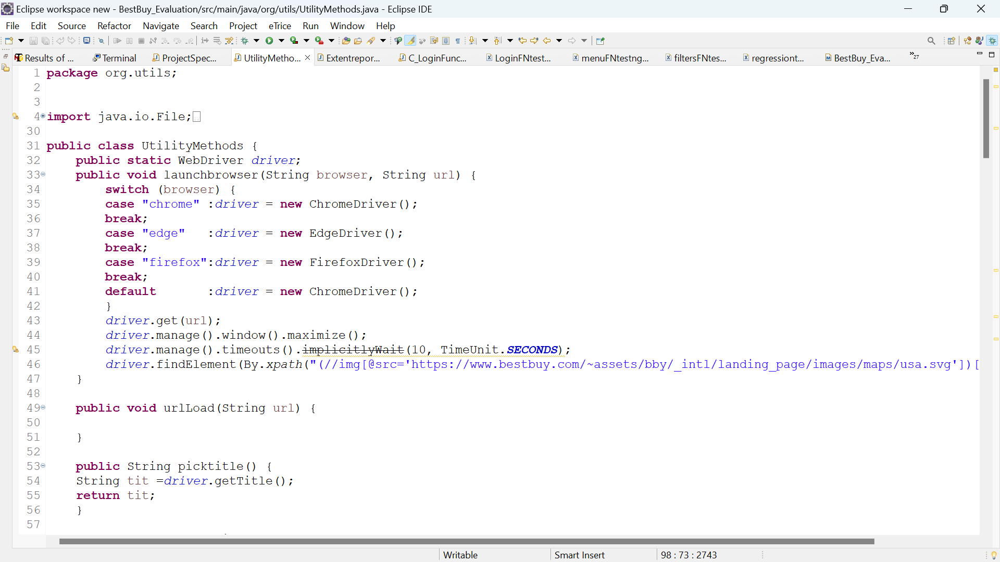 Eclipse workspace new - BestBuy_Evaluation/src/main/java/org/utils/UtilityMethods.java - Eclipse IDE
File Edit Source Refactor Navigate Search Project eTrice Run Window Help
Results of ... Terminal ProjectSpec... UtilityMetho... Extentrepor... C_LoginFunc... LoginFNtest... menuFNtestng... filtersFNtes... regressiont... BestBuy_Eva... »27
1 package org.utils;
2
3
4 import java.io.File;
30
31 public class UtilityMethods {
32 public static WebDriver driver;
33 public void launchbrowser(String browser, String url) {
34 switch (browser) {
35 case "chrome" :driver = new ChromeDriver();
36 break;
37 case "edge"   :driver = new EdgeDriver();
38 break;
39 case "firefox":driver = new FirefoxDriver();
40 break;
41 default       :driver = new ChromeDriver();
42 }
43 driver.get(url);
44 driver.manage().window().maximize();
45 driver.manage().timeouts().implicitlyWait(10, TimeUnit.SECONDS);
46 driver.findElement(By.xpath("(//img[@src='https://www.bestbuy.com/~assets/bby/_intl/landing_page/images/maps/usa.svg'])[
47 }
48
49 public void urlLoad(String url) {
50
51 }
52
53 public String picktitle() {
54 String tit =driver.getTitle();
55 return tit;
56 }
57
Writable Smart Insert 98 : 73 : 2743